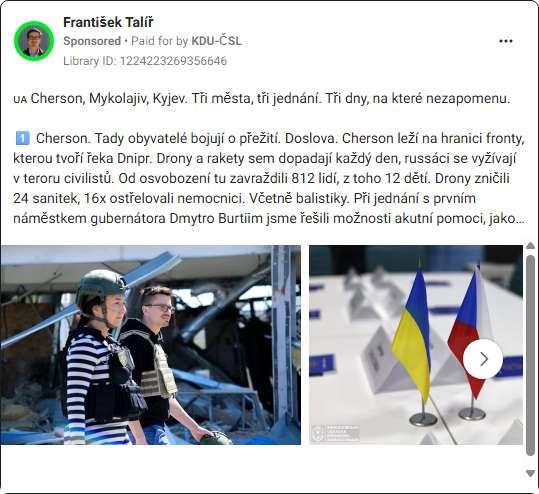 František Talíř
Sponsored • Paid for by KDU-ČSL
Library ID: 1224223269356646
UA Cherson, Mykolajiv, Kyjev. Tři města, tři jednání. Tři dny, na které nezapomenu.
1 Cherson. Tady obyvatelé bojují o přežití. Doslova. Cherson leží na hranici fronty,
kterou tvoří řeka Dnipr. Drony a rakety sem dopadají každý den, russáci se vyžívají
v teroru civilistů. Od osvobození tu zavraždili 812 lidí, z toho 12 dětí. Drony zničili
24 sanitek, 16x ostřelovali nemocnici. Včetně balistiky. Při jednání s prvním
náměstkem gubernátora Dmytro Burtiim jsme řešili možnosti akutní pomoci, jako...